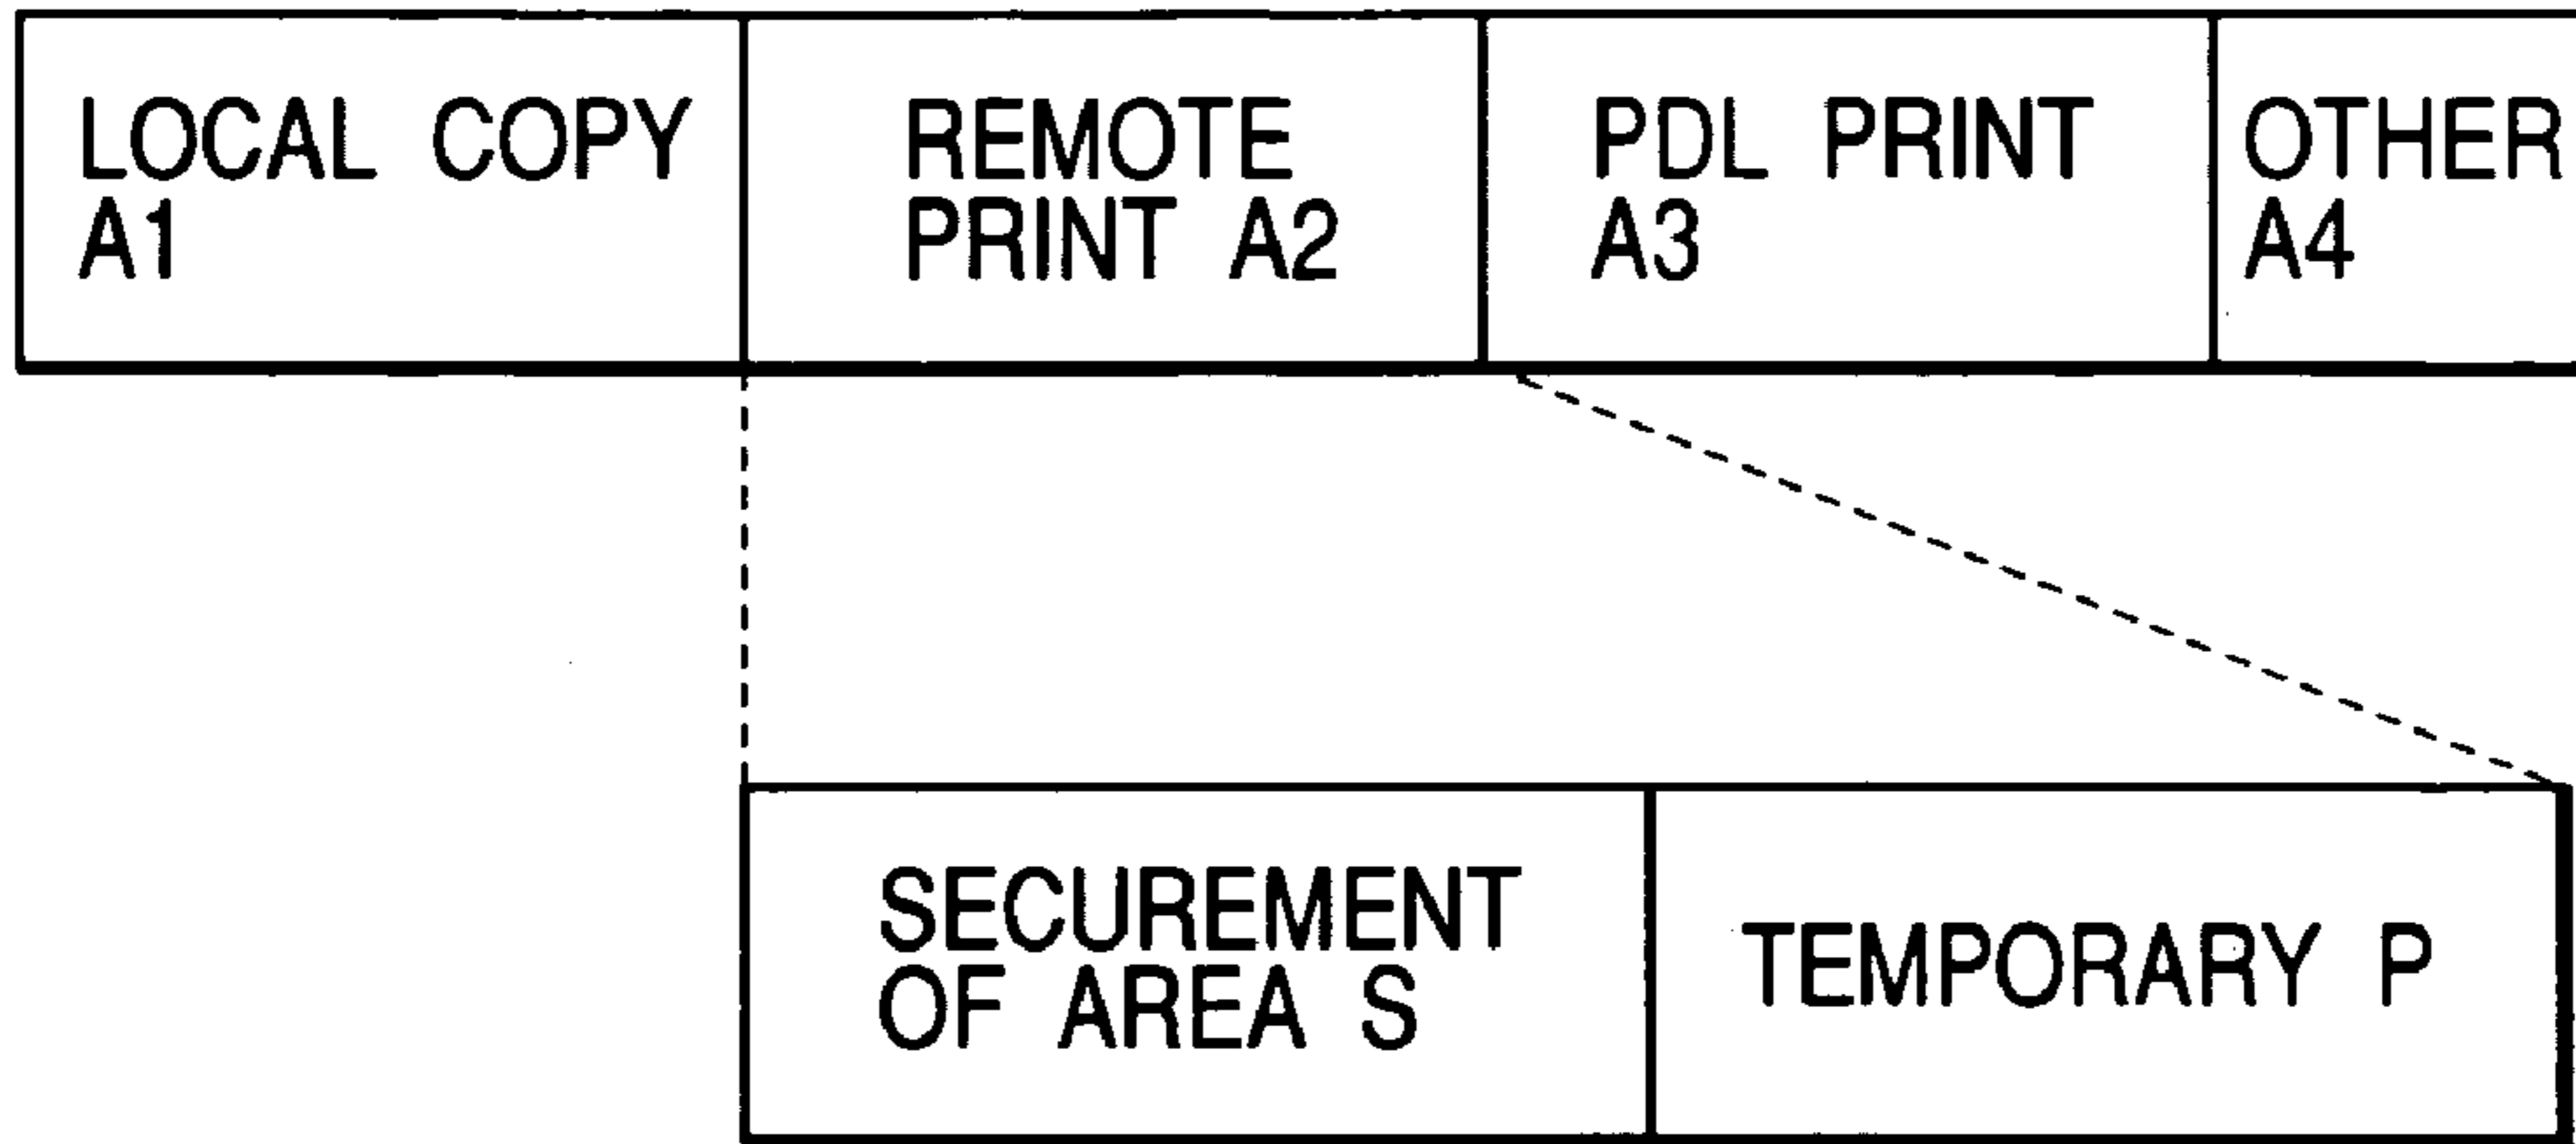 LOCAL COPY
A1
REMOTE
PRINT A2
PDL PRINT
A3
OTHER
A4
SECUREMENT
OF AREA S
TEMPORARY P